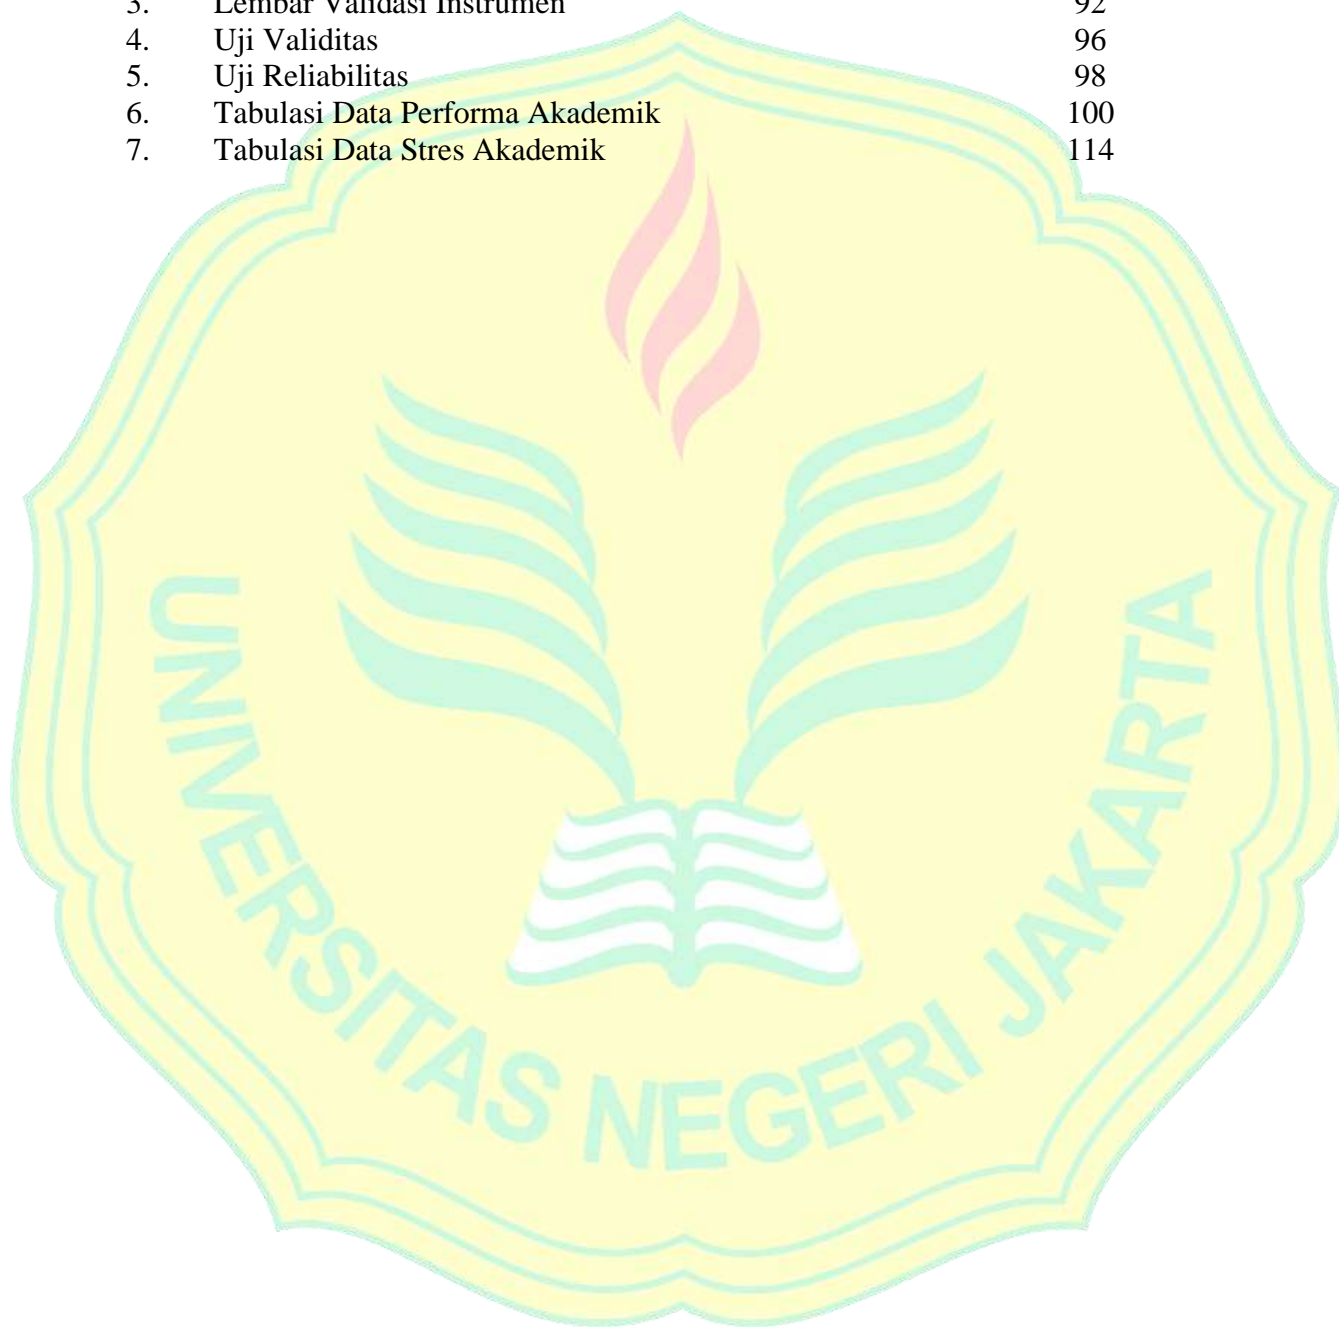 3. Lembar Validasi Instrumen 92
4. Uji Validitas 96
5. Uji Reliabilitas 98
6. Tabulasi Data Performa Akademik 100
7. Tabulasi Data Stres Akademik 114
UNIVERSITAS NEGERI JAKARTA